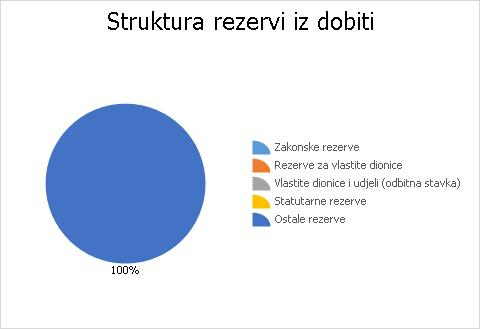 Struktura rezervi iz dobiti
Zakonske rezerve
Rezerve za vlastite dionice
Vlastite dionice i udjeli (odbitna stavka)
Statutarne rezerve
Ostale rezerve
100%